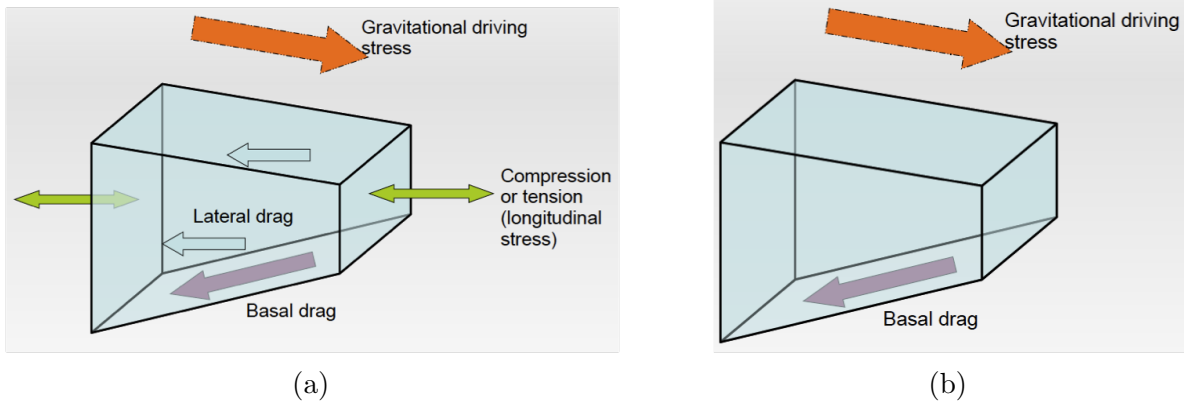 Gravitational driving
stress
Compression
or tension
(longitudinal
stress)
Lateral drag
Basal drag
(a)
Gravitational driving
stress
Basal drag
(b)